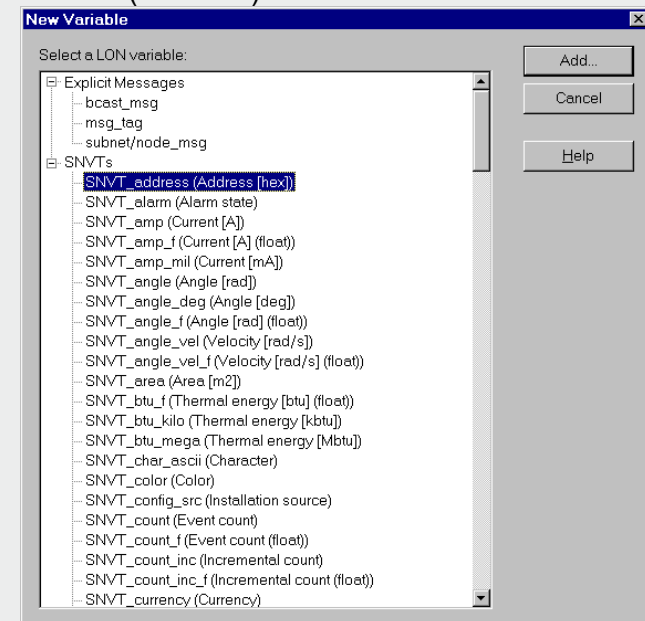 New Variable
Select a LON variable:
Add...
Cancel
Help
Explicit Messages
bcast_msg
msg_tag
subnet/node_msg
SNVTs
SNVT_address (Address [hex])
SNVT_alarm (Alarm state)
SNVT_amp (Current [A])
SNVT_amp_f (Current [A] (float))
SNVT_amp_mil (Current [mA])
SNVT_angle (Angle [rad])
SNVT_angle_deg (Angle [deg])
SNVT_angle_f (Angle [rad] (float))
SNVT_angle_vel (Velocity [rad/s])
SNVT_angle_vel_f (Velocity [rad/s] (float))
SNVT_area (Area [m2])
SNVT_btu_f (Thermal energy [btu] (float))
SNVT_btu_kilo (Thermal energy [kbtu])
SNVT_btu_mega (Thermal energy [Mbtu])
SNVT_char_ascii (Character)
SNVT_color (Color)
SNVT_config_src (Installation source)
SNVT_count (Event count)
SNVT_count_f (Event count (float))
SNVT_count_inc (Incremental count)
SNVT_count_inc_f (Incremental count (float))
SNVT_currency (Currency)